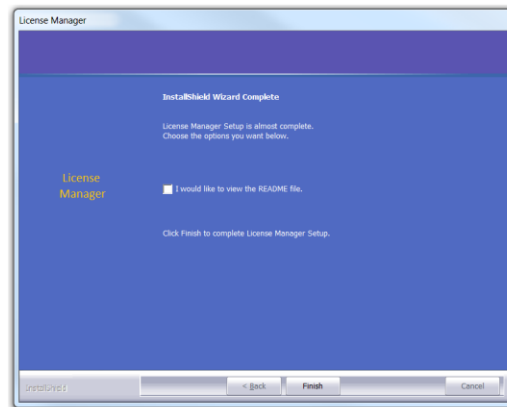 License Manager
InstallShield Wizard Complete
License Manager Setup is almost complete.
Choose the options you want below.
License
Manager
I would like to view the README file.
Click Finish to complete License Manager Setup.
InstallShield
< Back
Finish
Cancel